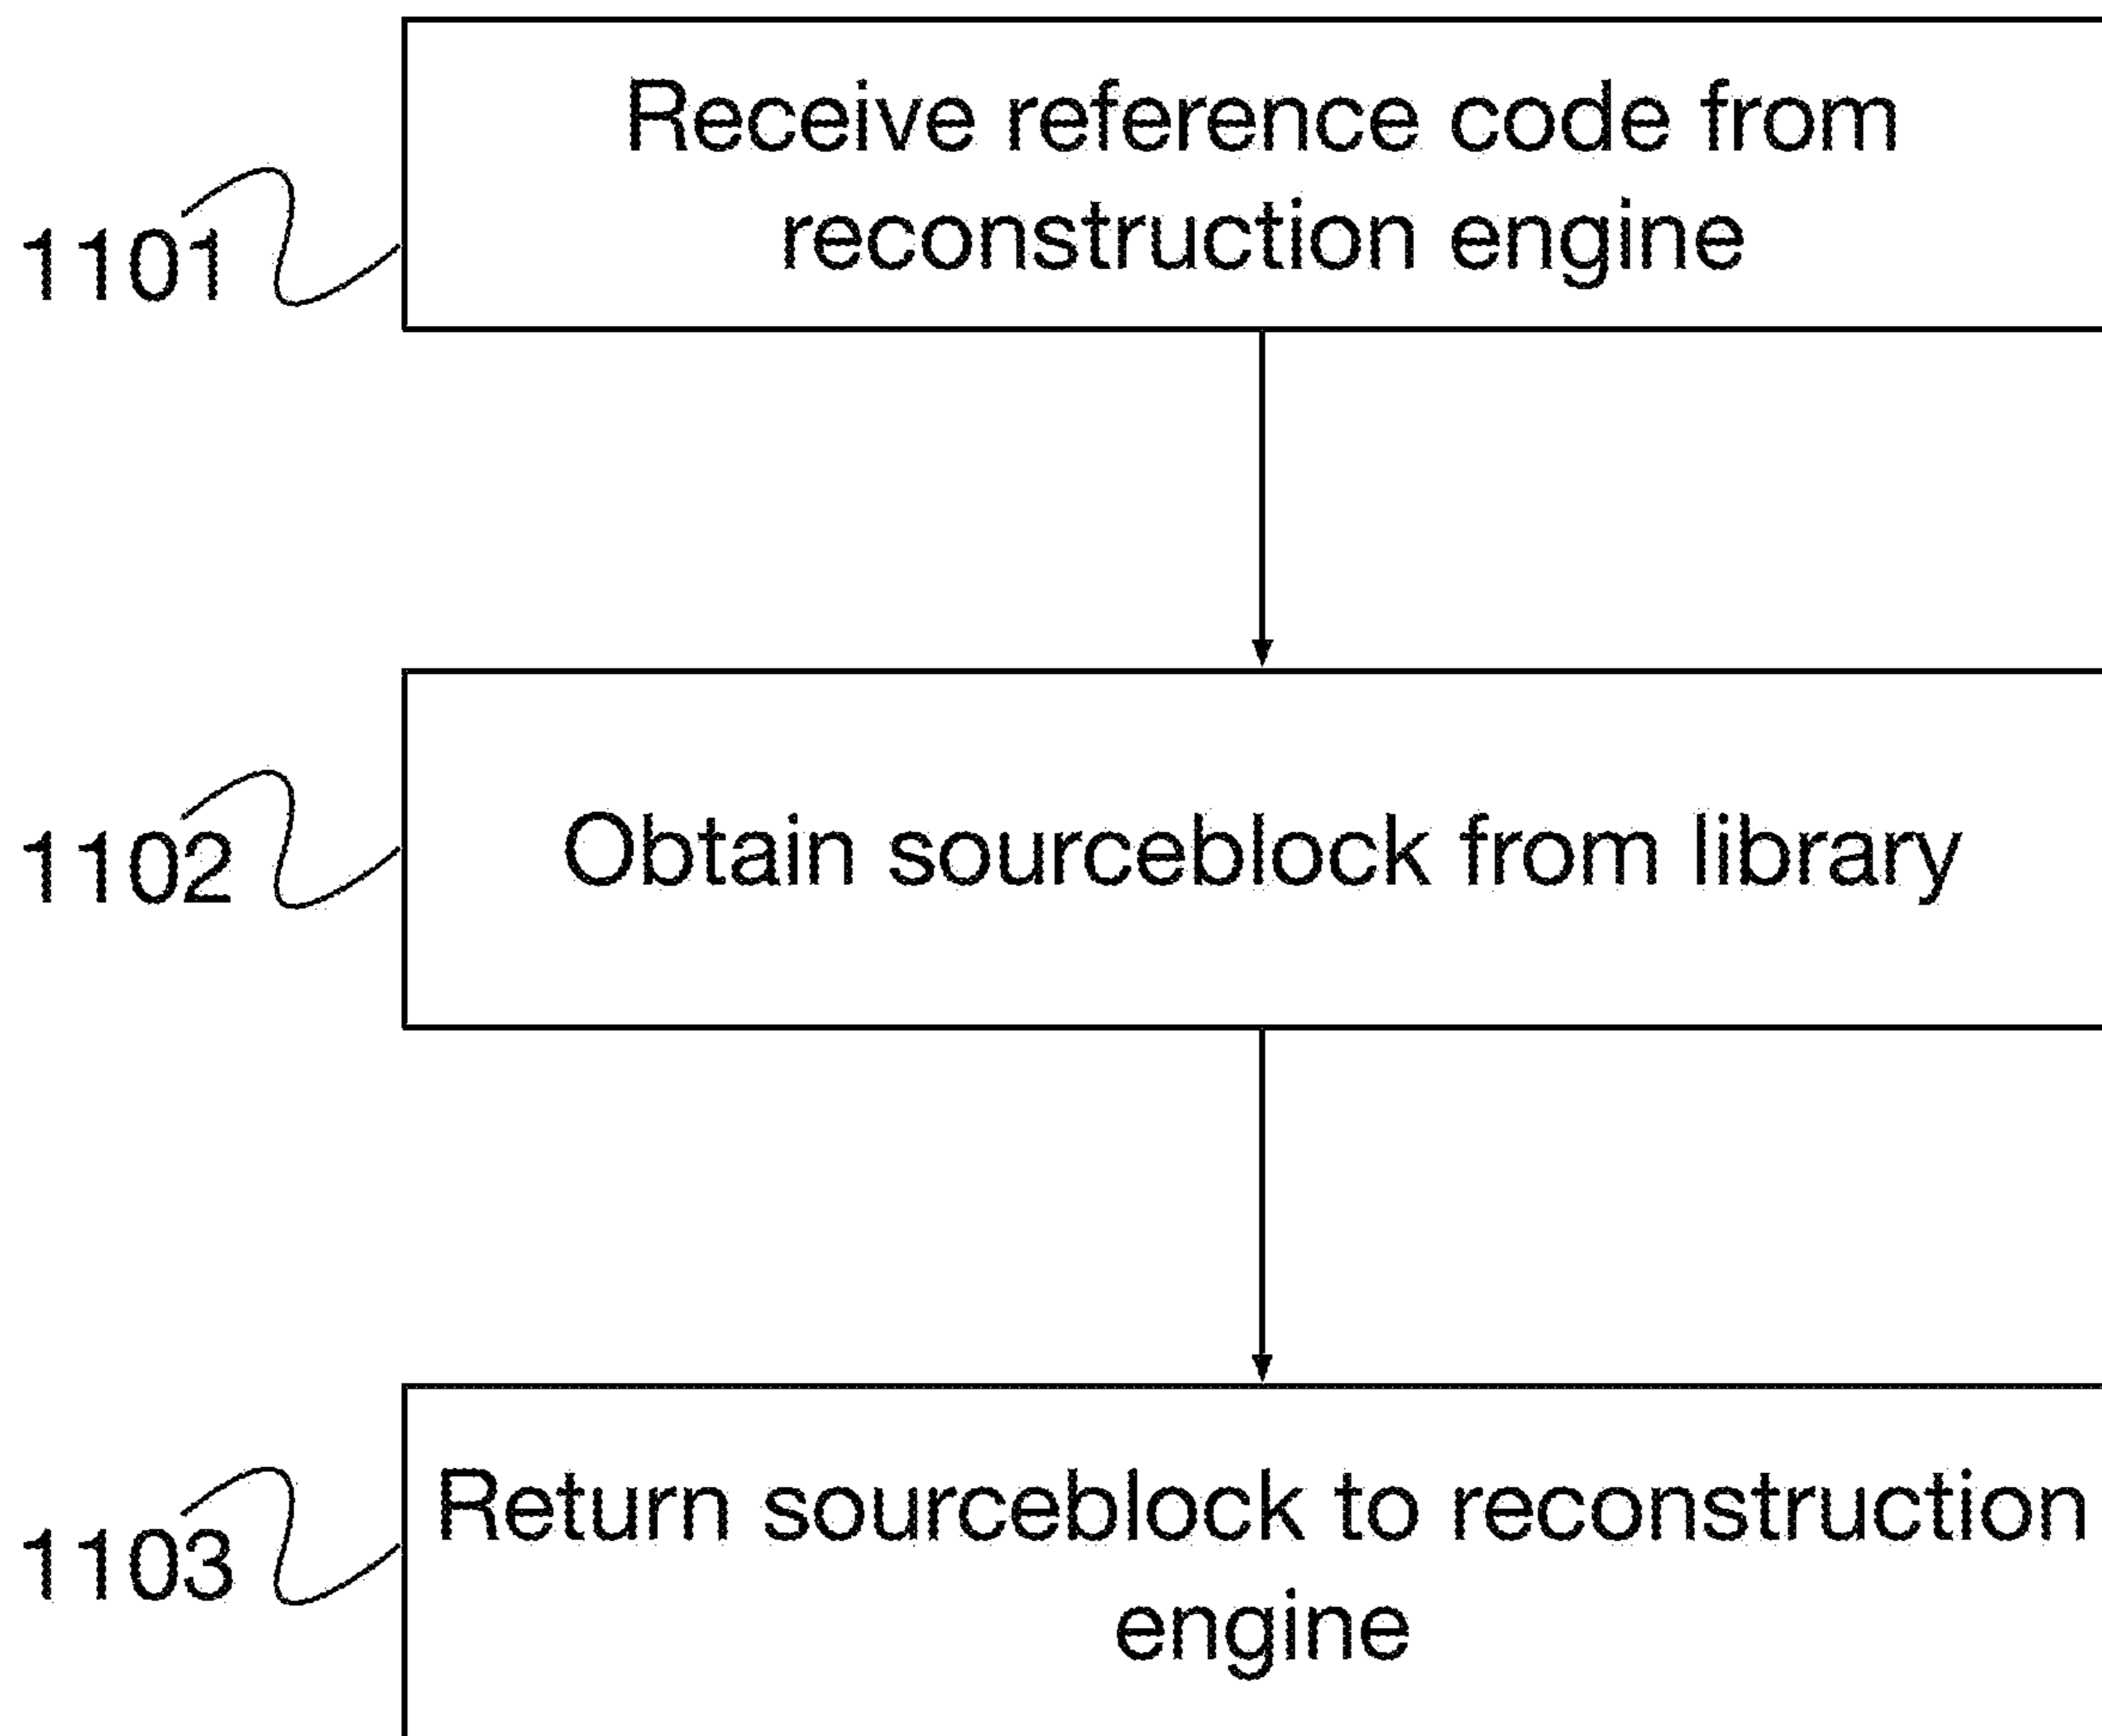 Receive reference code from
reconstruction engine
1101
Obtain sourceblock from library
1102
Return sourceblock to reconstruction
engine
1103